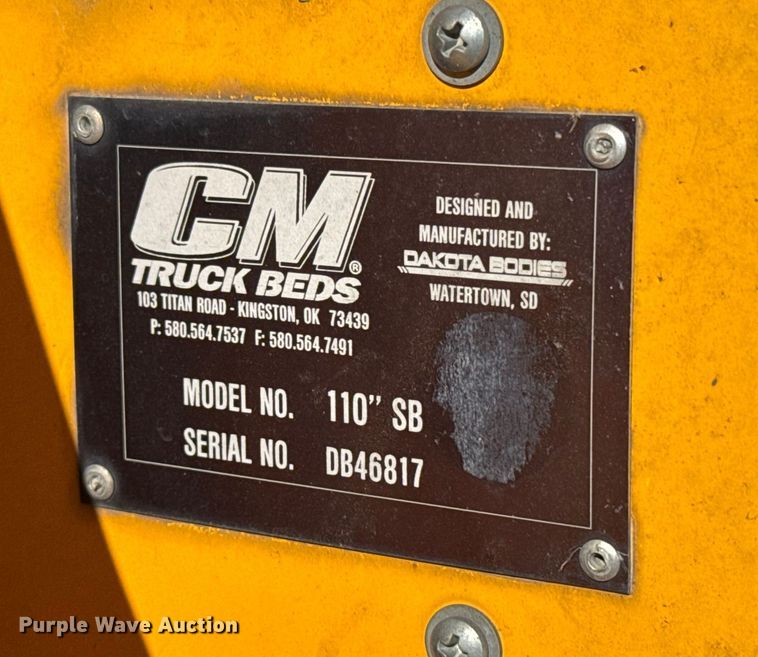 CM
TRUCK BEDS®
103 TITAN ROAD - KINGSTON, OK 73439
P: 580.564.7537 F: 580.564.7491
DESIGNED AND
MANUFACTURED BY:
DAKOTA BODIES
WATERTOWN, SD
MODEL NO. 110” SB
SERIAL NO. DB46817
Purple Wave Auction®